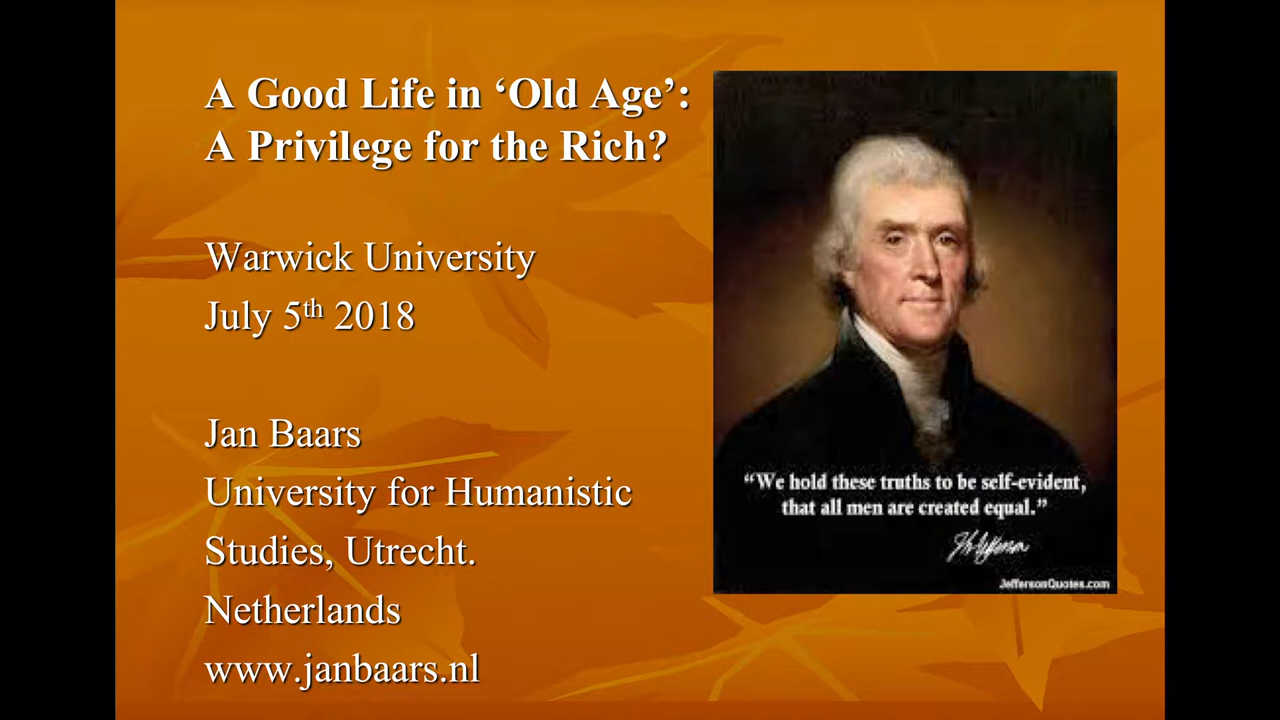 A Good Life in ‘Old Age’:
A Privilege for the Rich?
Warwick University
July 5th 2018
Jan Baars
University for Humanistic
Studies, Utrecht.
Netherlands
www.janbaars.nl
“We hold these truths to be self-evident,
that all men are created equal.”
JeffersonQuotes.com